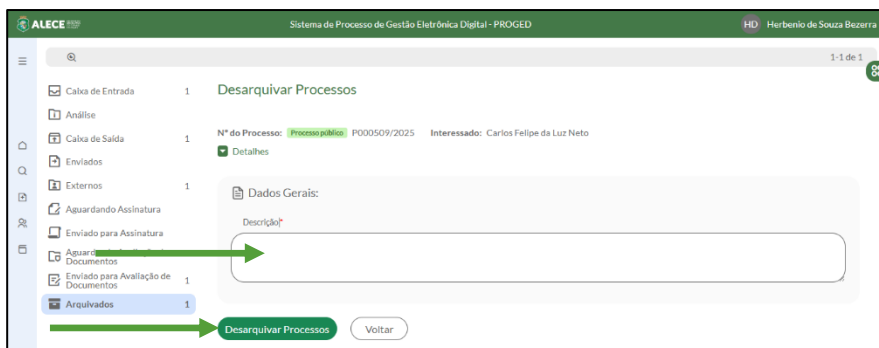 ALECE
Sistema de Processo de Gestão Eletrônica Digital - PROGED
HD Herbenio de Souza Bezerra
1-1 de 1
Caixa de Entrada 1
Análise
Caixa de Saída 1
Enviados
Externos 1
Aguardando Assinatura
Enviado para Assinatura
Documentos
Enviado para Avaliação de
Documentos 1
Arquivados 1
Desarquivar Processos
Nº do Processo: Processo público P000509/2025 Interessado: Carlos Felipe da Luz Neto
Detalhes
Dados Gerais:
Descrição*
Desarquivar Processos
Voltar